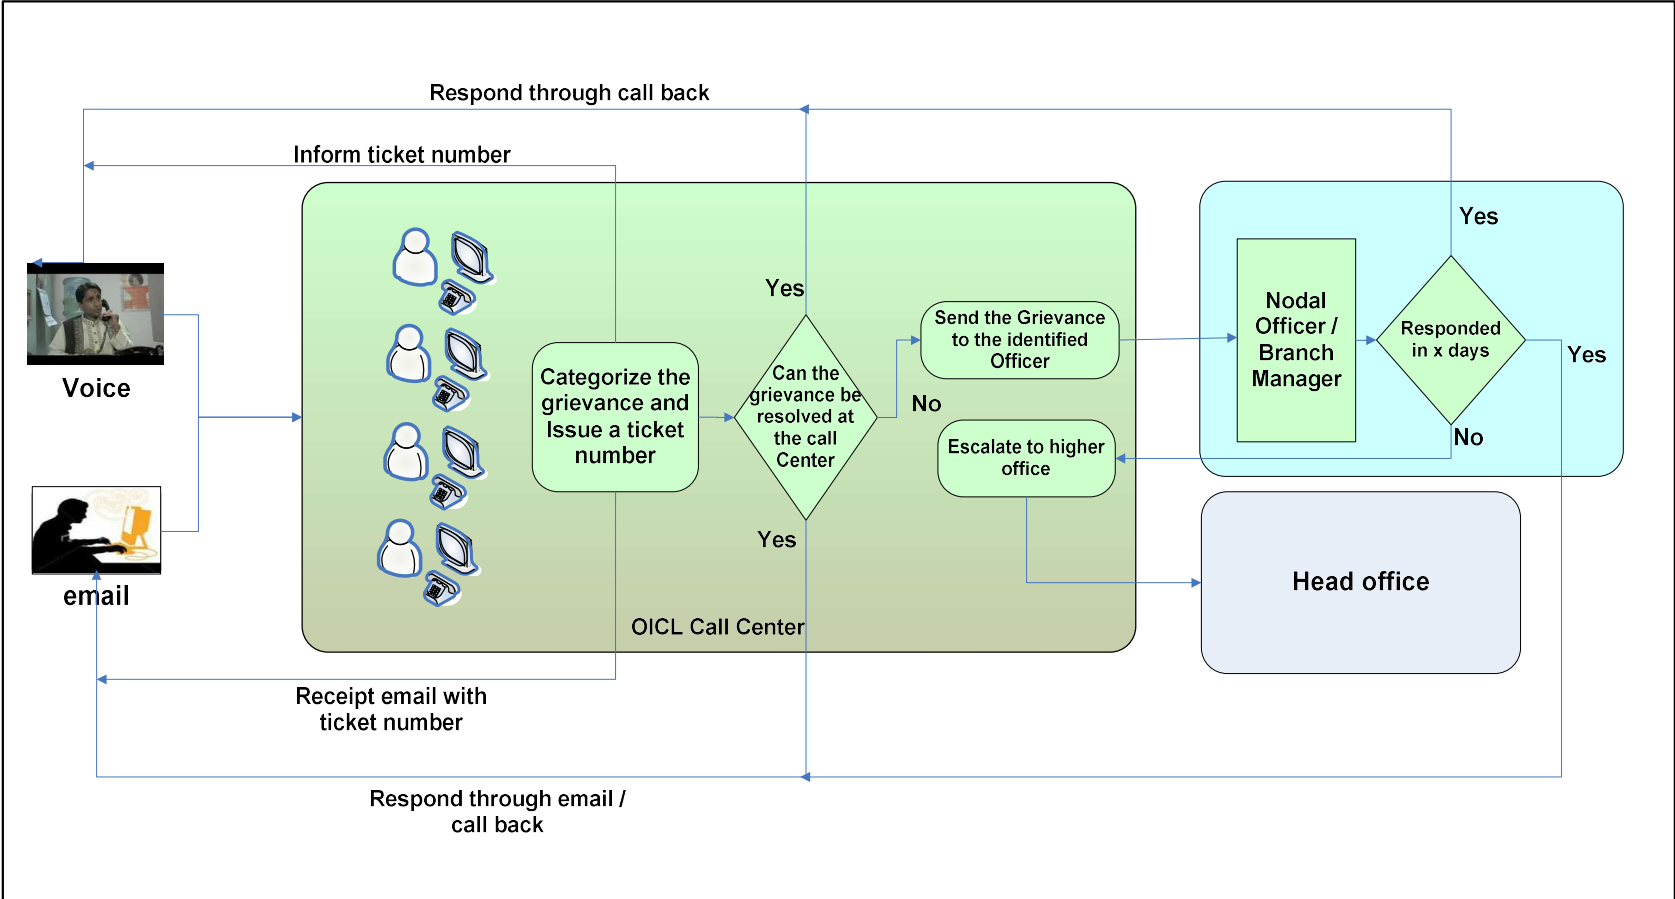 Respond through call back
Inform ticket number
Voice
email
Categorize the
grievance and
Issue a ticket
number
Yes
Can the
grievance be
resolved at
the call
Center
No
Yes
Send the Grievance
to the identified
Officer
Escalate to higher
office
OICL Call Center
Nodal
Officer /
Branch
Manager
Yes
Responded
in x days
Yes
No
Head office
Receipt email with
ticket number
Respond through email /
call back